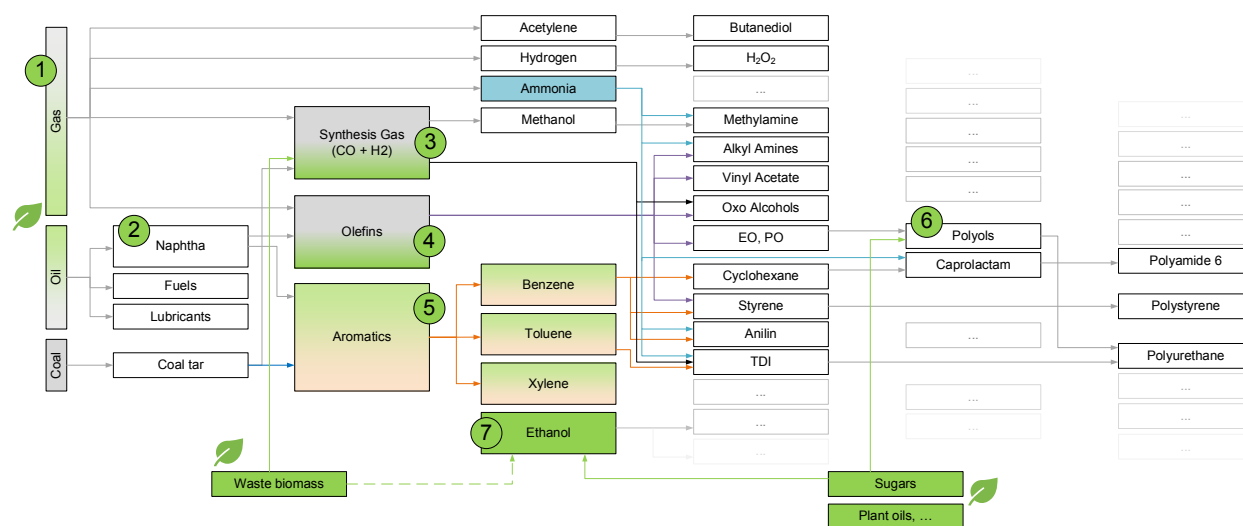 Acetylene
Butanediol
1
Gas
Hydrogen
H₂O₂
...
Ammonia
...
...
Synthesis Gas
(CO + H2)
3
Methanol
Methylamine
...
...
Alkyl Amines
...
...
Vinyl Acetate
...
...
Olefins
4
Oxo Alcohols
...
2
Naphtha
EO, PO
6
Polyols
...
Oil
Fuels
Lubricants
Aromatics
5
Benzene
Cyclohexane
Caprolactam
Polyamide 6
Styrene
Polystyrene
Toluene
Anilin
...
Coal
Coal tar
TDI
Polyurethane
Xylene
...
...
...
7
Ethanol
...
...
...
...
...
Waste biomass
Sugars
Plant oils, ...